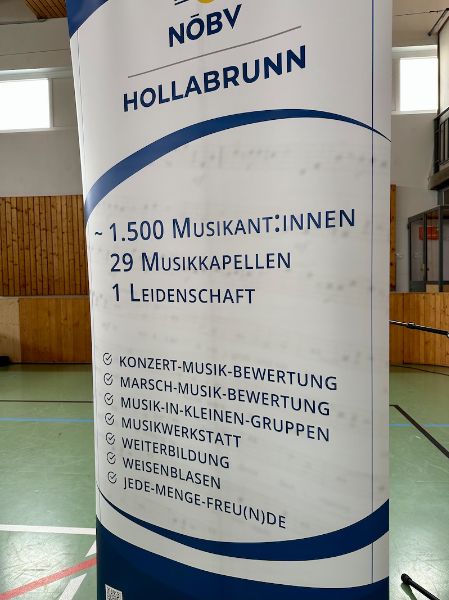 NÖBV
HOLLABRUNN
~ 1.500 MUSIKANT:INNEN
29 MUSIKKAPELLEN
1 LEIDENSCHAFT
KONZERT-MUSIK-BEWERTUNG
MARSCH-MUSIK-BEWERTUNG
MUSIK-IN-KLEINEN-GRUPPEN
MUSIKWERKSTATT
WEITERBILDUNG
WEISENBLASEN
JEDE-MENGE-FREU(N)DE